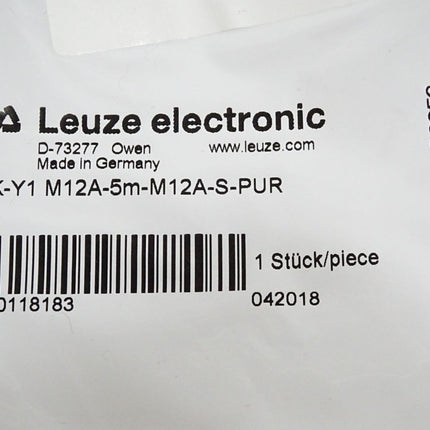 Leuze electronic
D-73277 Owen www.leuze.com
Made in Germany
K-Y1 M12A-5m-M12A-S-PUR
1 Stück/piece
0118183 042018